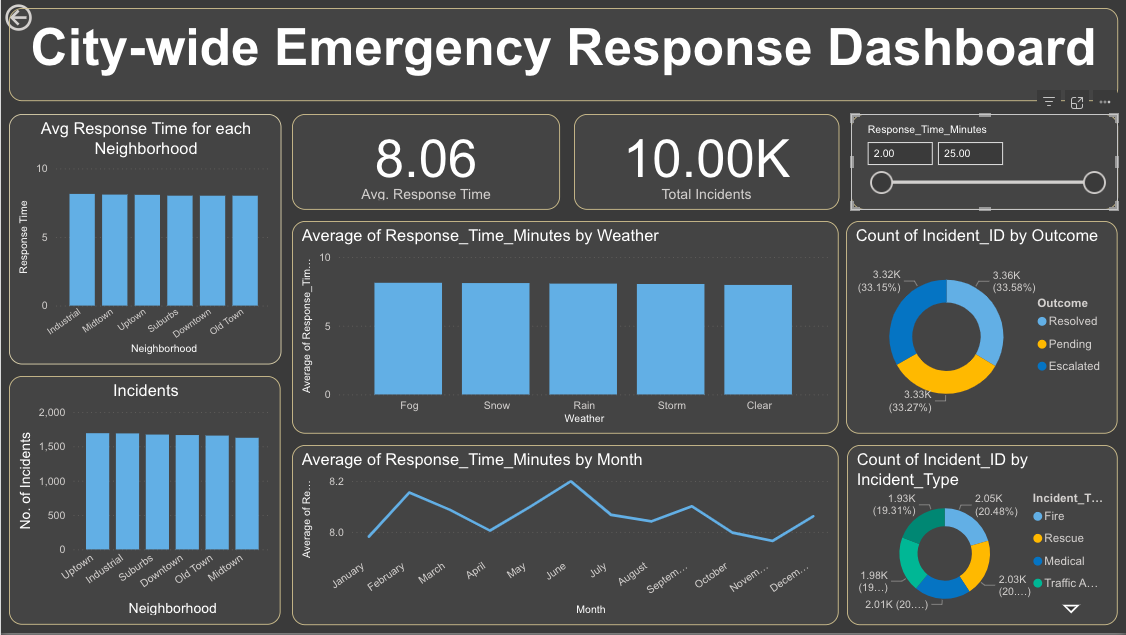 City-wide Emergency Response Dashboard
Avg Response Time for each
Neighborhood
10
5
0
Response Time
Industrial
Midtown
Uptown
Suburbs
Downtown
Old Town
Neighborhood
8.06
Avg. Response Time
10.00K
Total Incidents
Response_Time_Minutes
2.00
25.00
Average of Response_Time_Minutes by Weather
10
5
0
Average of Response_Tim...
Fog
Snow
Rain
Storm
Clear
Weather
Count of Incident_ID by Outcome
3.32K
(33.15%)
3.36K
(33.58%)
3.33K
(33.27%)
Outcome
Resolved
Pending
Escalated
Incidents
2,000
1,500
1,000
500
0
No. of Incidents
Uptown
Industrial
Suburbs
Downtown
Old Town
Midtown
Neighborhood
Average of Response_Time_Minutes by Month
8.2
8.0
Average of Re...
January
February
March
April
May
June
July
August
Septem...
October
Novem...
Decem...
Month
Count of Incident_ID by
Incident_Type
1.93K
(19.31%)
2.05K
(20.48%)
1.98K
(19...)
2.03K
(20....)
2.01K (20....)
Incident_T...
Fire
Rescue
Medical
Traffic A...